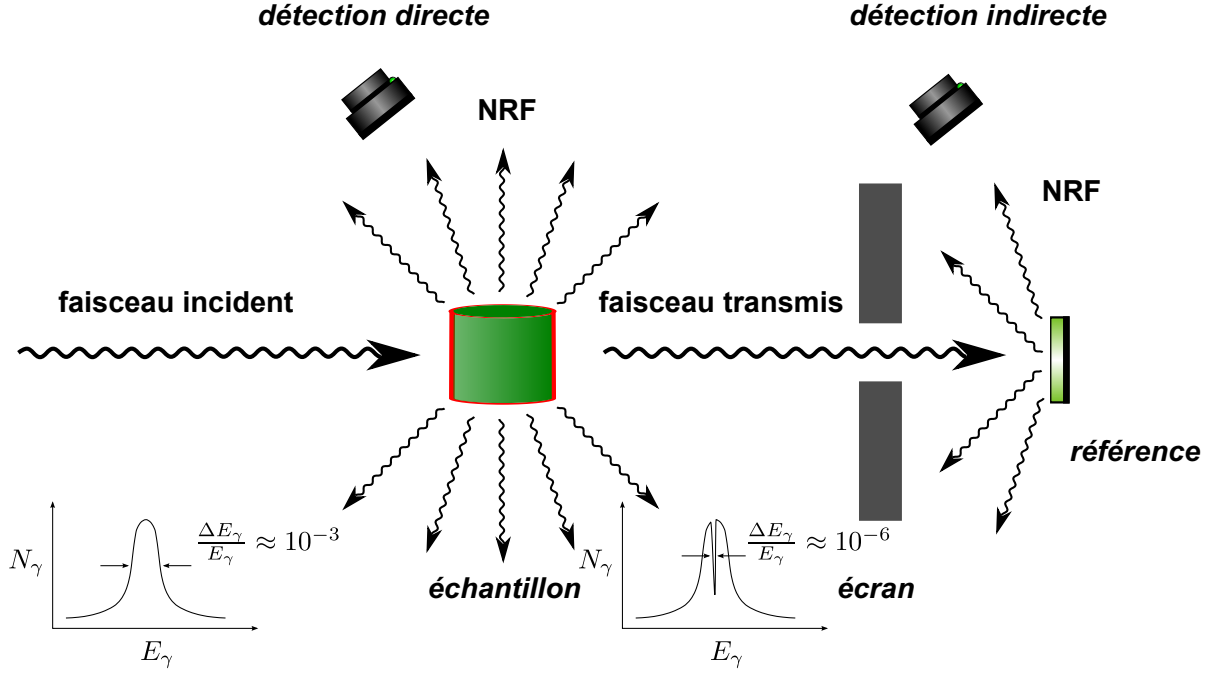 détection directe
détection indirecte
NRF
NRF
faisceau incident
faisceau transmis
référence
ΔE_γ/E_γ ≈ 10⁻³
N_γ
E_γ
échantillon
ΔE_γ/E_γ ≈ 10⁻⁶
N_γ
E_γ
écran